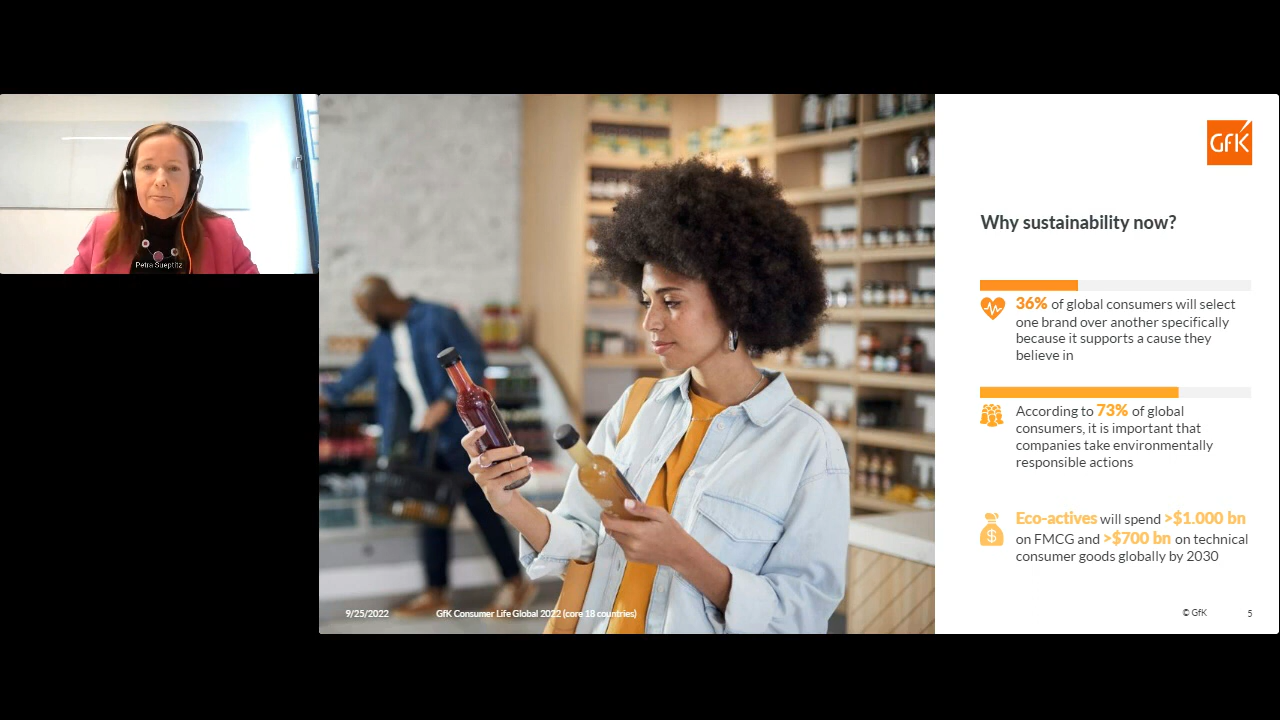 Petra Sueptitz
GfK
Why sustainability now?
36% of global consumers will select
one brand over another specifically
because it supports a cause they
believe in
According to 73% of global
consumers, it is important that
companies take environmentally
responsible actions
Eco-actives will spend >$1.000 bn
on FMCG and >$700 bn on technical
consumer goods globally by 2030
9/25/2022
GfK Consumer Life Global 2022 (core 18 countries)
© GfK
5